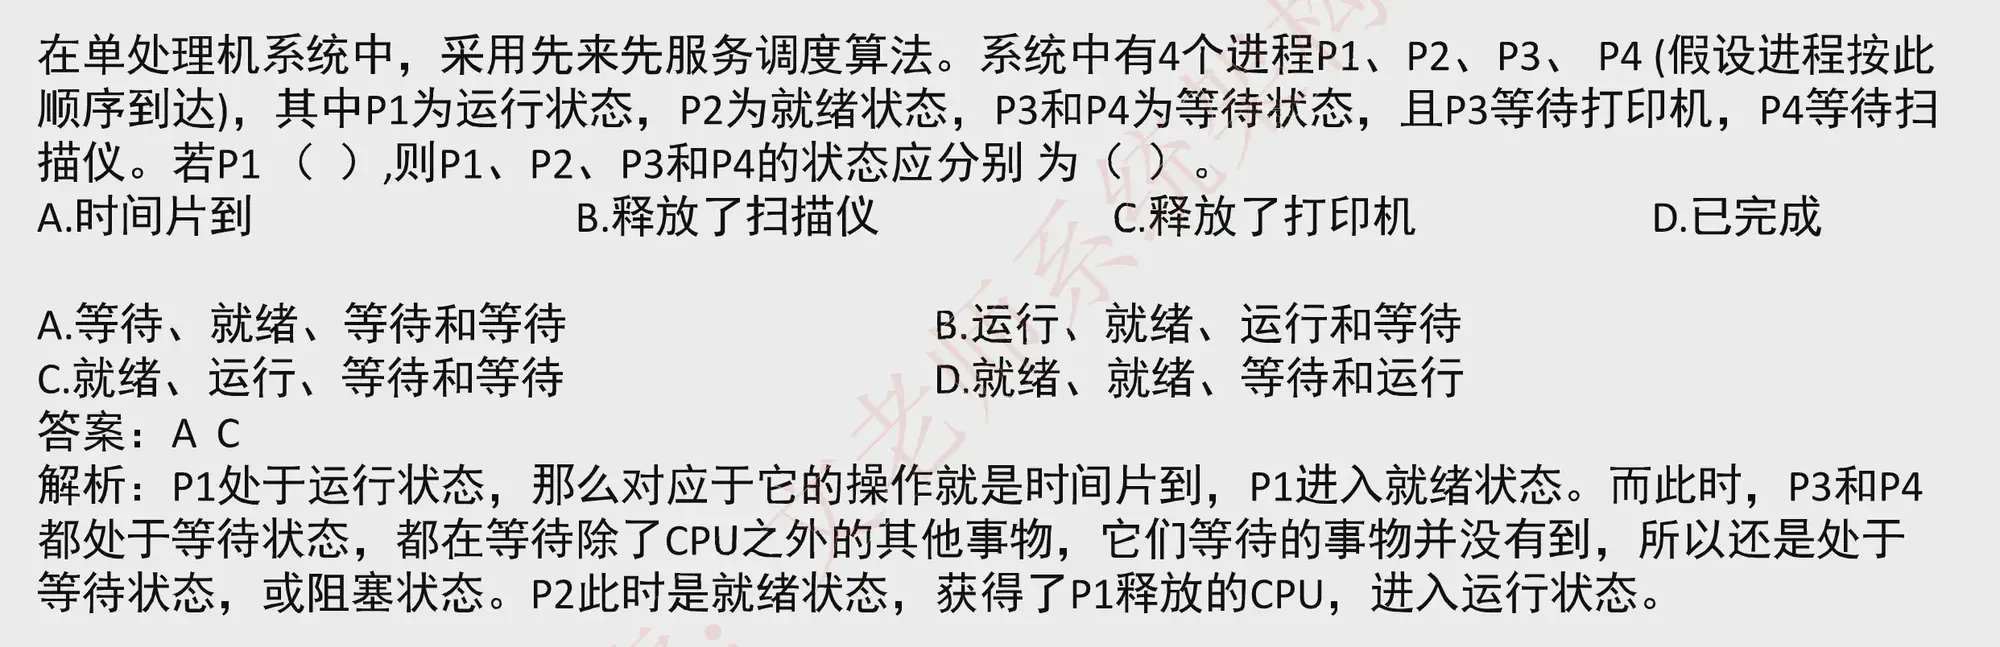 在单处理机系统中，采用先来先服务调度算法。系统中有4个进程P1、P2、P3、 P4 (假设进程按此
顺序到达)，其中P1为运行状态，P2为就绪状态，P3和P4为等待状态，且P3等待打印机，P4等待扫
描仪。若P1 （ ）,则P1、P2、P3和P4的状态应分别 为（ ）。
A.时间片到 B.释放了扫描仪 C.释放了打印机 D.已完成
A.等待、就绪、等待和等待 B.运行、就绪、运行和等待
C.就绪、运行、等待和等待 D.就绪、就绪、等待和运行
答案：A C
解析：P1处于运行状态，那么对应于它的操作就是时间片到，P1进入就绪状态。而此时，P3和P4
都处于等待状态，都在等待除了CPU之外的其他事物，它们等待的事物并没有到，所以还是处于
等待状态，或阻塞状态。P2此时是就绪状态，获得了P1释放的CPU，进入运行状态。
文老师系统架构